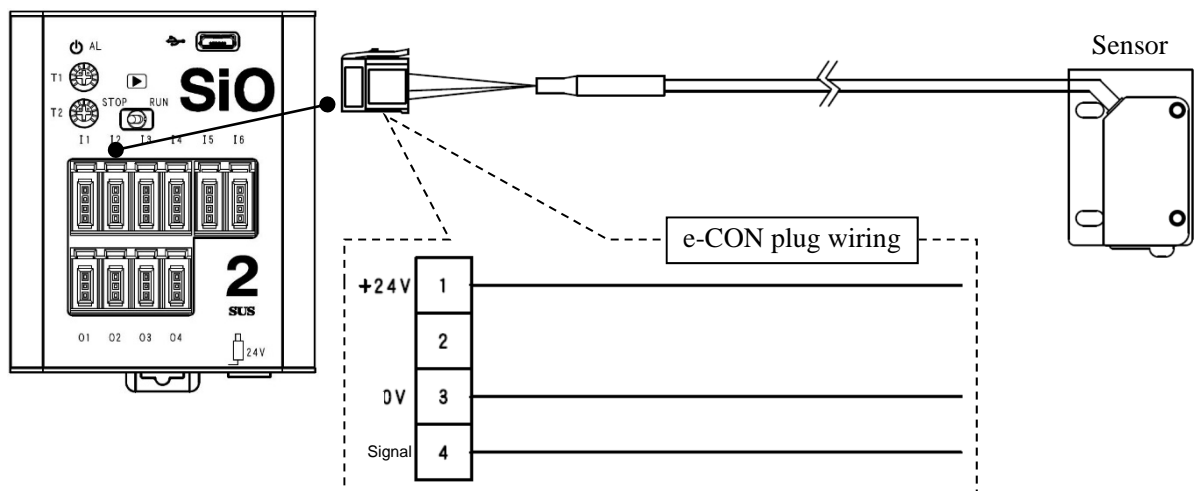 AL
T1
SiO
T2
STOP RUN
I1 I2 I3 I4 I5 I6
2
SUS
O1 O2 O3 O4
24V
Sensor
e-CON plug wiring
+24V 1
2
0V 3
Signal 4